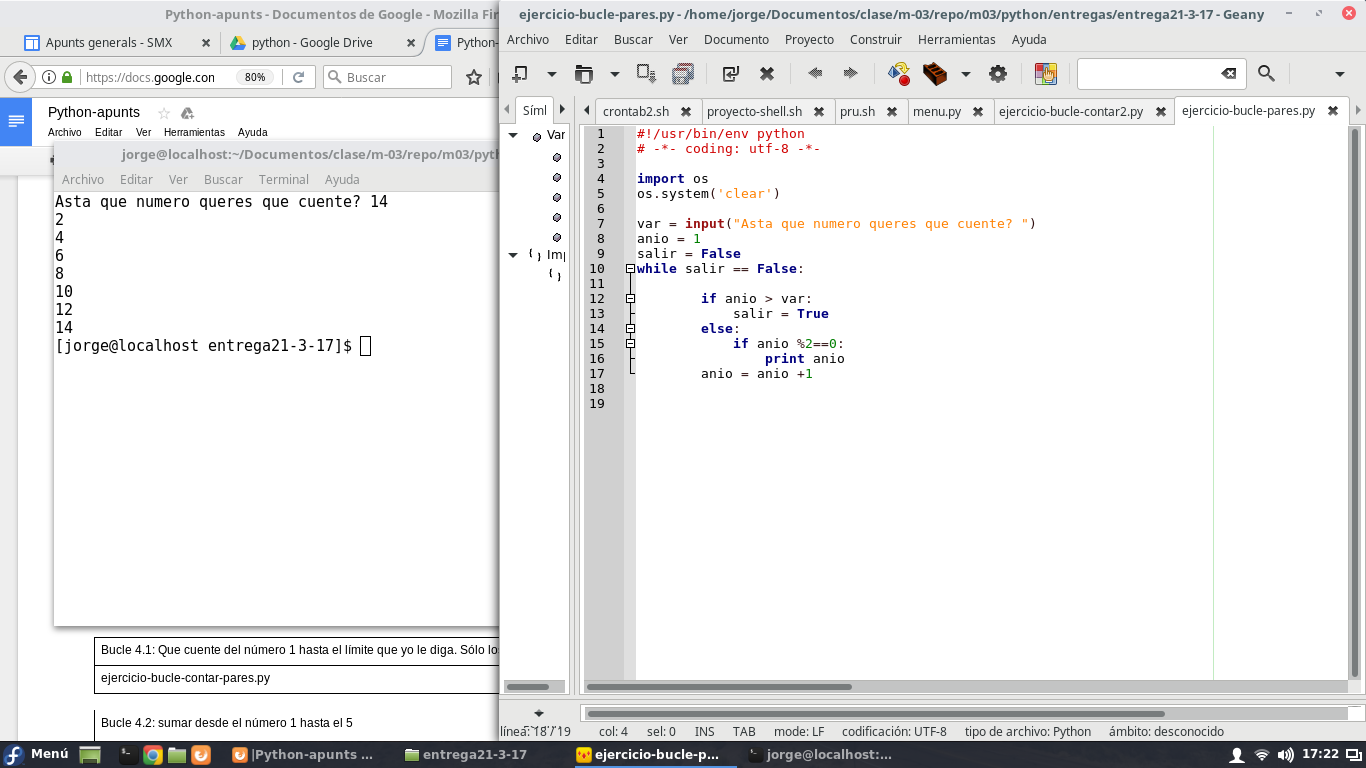 Python-apunts - Documentos de Google - Mozilla Fir
Apunts generals - SMX
python - Google Drive
Python-
https://docs.google.con
80%
Buscar
Python-apunts
Archivo Editar Ver Herramientas Ayuda
jorge@localhost:~/Documentos/clase/m-03/repo/m03/pyth
Archivo Editar Ver Buscar Terminal Ayuda
Asta que numero queres que cuente? 14
2
4
6
8
10
12
14
[jorge@localhost entrega21-3-17]$
Bucle 4.1: Que cuente del número 1 hasta el límite que yo le diga. Sólo lo
ejercicio-bucle-contar-pares.py
Bucle 4.2: sumar desde el número 1 hasta el 5
ejercicio-bucle-pares.py - /home/jorge/Documentos/clase/m-03/repo/m03/python/entregas/entrega21-3-17 - Geany
Archivo Editar Buscar Ver Documento Proyecto Construir Herramientas Ayuda
Síml
crontab2.sh
proyecto-shell.sh
pru.sh
menu.py
ejercicio-bucle-contar2.py
ejercicio-bucle-pares.py
Var
{} Imp
{}
1 #!/usr/bin/env python
2 # -*- coding: utf-8 -*-
3
4 import os
5 os.system('clear')
6
7 var = input("Asta que numero queres que cuente? ")
8 anio = 1
9 salir = False
10 while salir == False:
11
12 if anio > var:
13 salir = True
14 else:
15 if anio %2==0:
16 print anio
17 anio = anio +1
18
19
línea: 18 / 19 col: 4 sel: 0 INS TAB mode: LF codificación: UTF-8 tipo de archivo: Python ámbito: desconocido
Menú
|Python-apunts ...
entrega21-3-17
ejercicio-bucle-p...
jorge@localhost:...
17:22